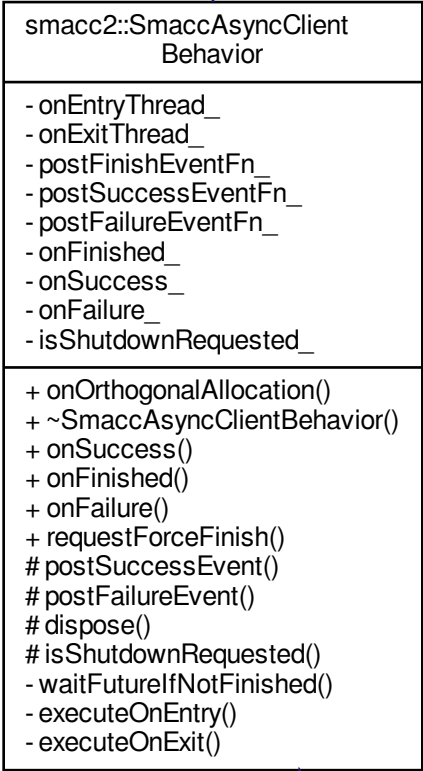 smacc2::SmaccAsyncClient
Behavior
- onEntryThread_
- onExitThread_
- postFinishEventFn_
- postSuccessEventFn_
- postFailureEventFn_
- onFinished_
- onSuccess_
- onFailure_
- isShutdownRequested_
+ onOrthogonalAllocation()
+ ~SmaccAsyncClientBehavior()
+ onSuccess()
+ onFinished()
+ onFailure()
+ requestForceFinish()
# postSuccessEvent()
# postFailureEvent()
# dispose()
# isShutdownRequested()
- waitFutureIfNotFinished()
- executeOnEntry()
- executeOnExit()